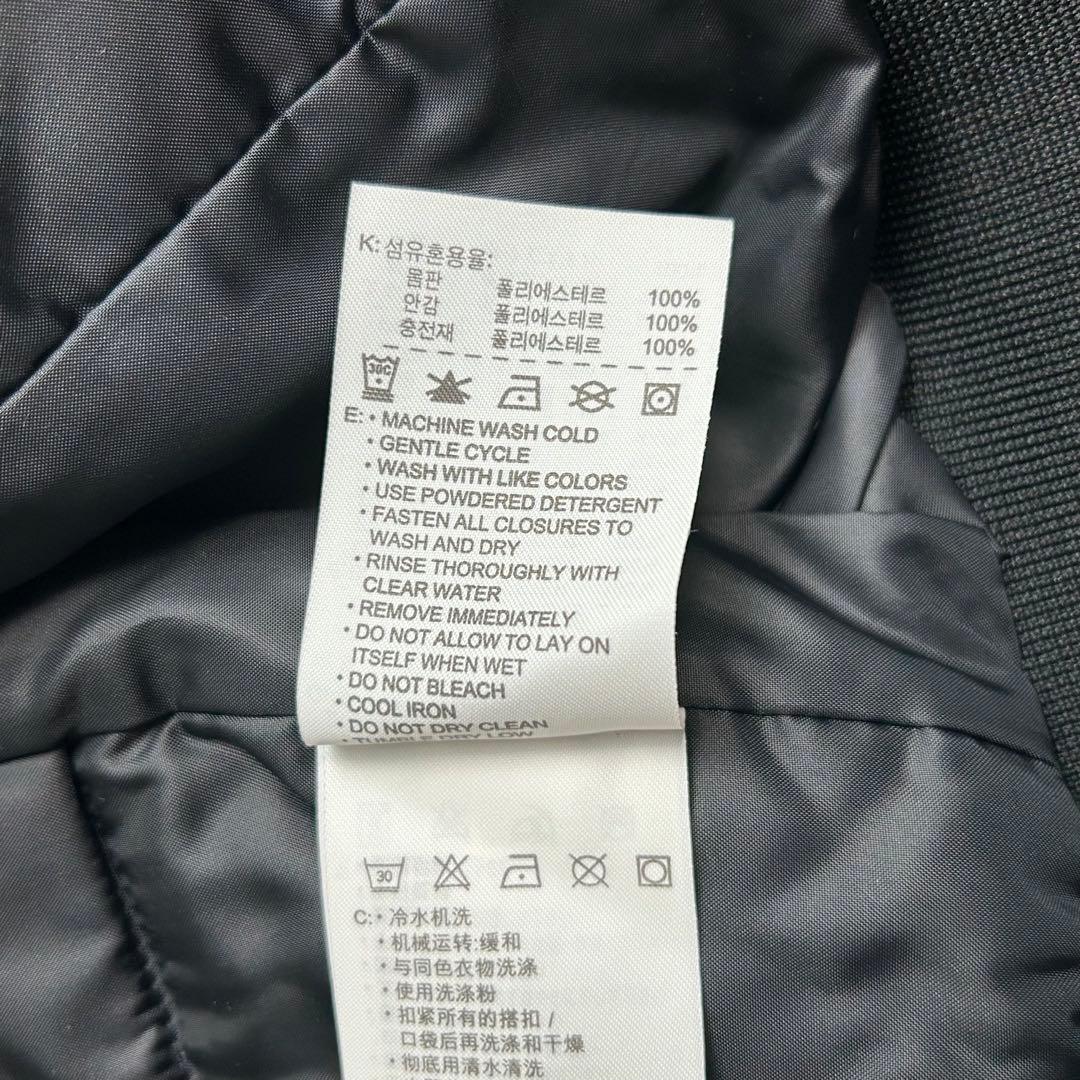 K: 섬유혼용율:
몸판 폴리에스테르 100%
안감 폴리에스테르 100%
충전재 폴리에스테르 100%
30C
E: • MACHINE WASH COLD
• GENTLE CYCLE
• WASH WITH LIKE COLORS
• USE POWDERED DETERGENT
• FASTEN ALL CLOSURES TO
WASH AND DRY
• RINSE THOROUGHLY WITH
CLEAR WATER
• REMOVE IMMEDIATELY
• DO NOT ALLOW TO LAY ON
ITSELF WHEN WET
• DO NOT BLEACH
• COOL IRON
• DO NOT DRY CLEAN
• TUMBLE DRY LOW
30
C: • 冷水机洗
• 机械运转:缓和
• 与同色衣物洗涤
• 使用洗涤粉
• 扣紧所有的搭扣 /
口袋后再洗涤和干燥
• 彻底用清水清洗